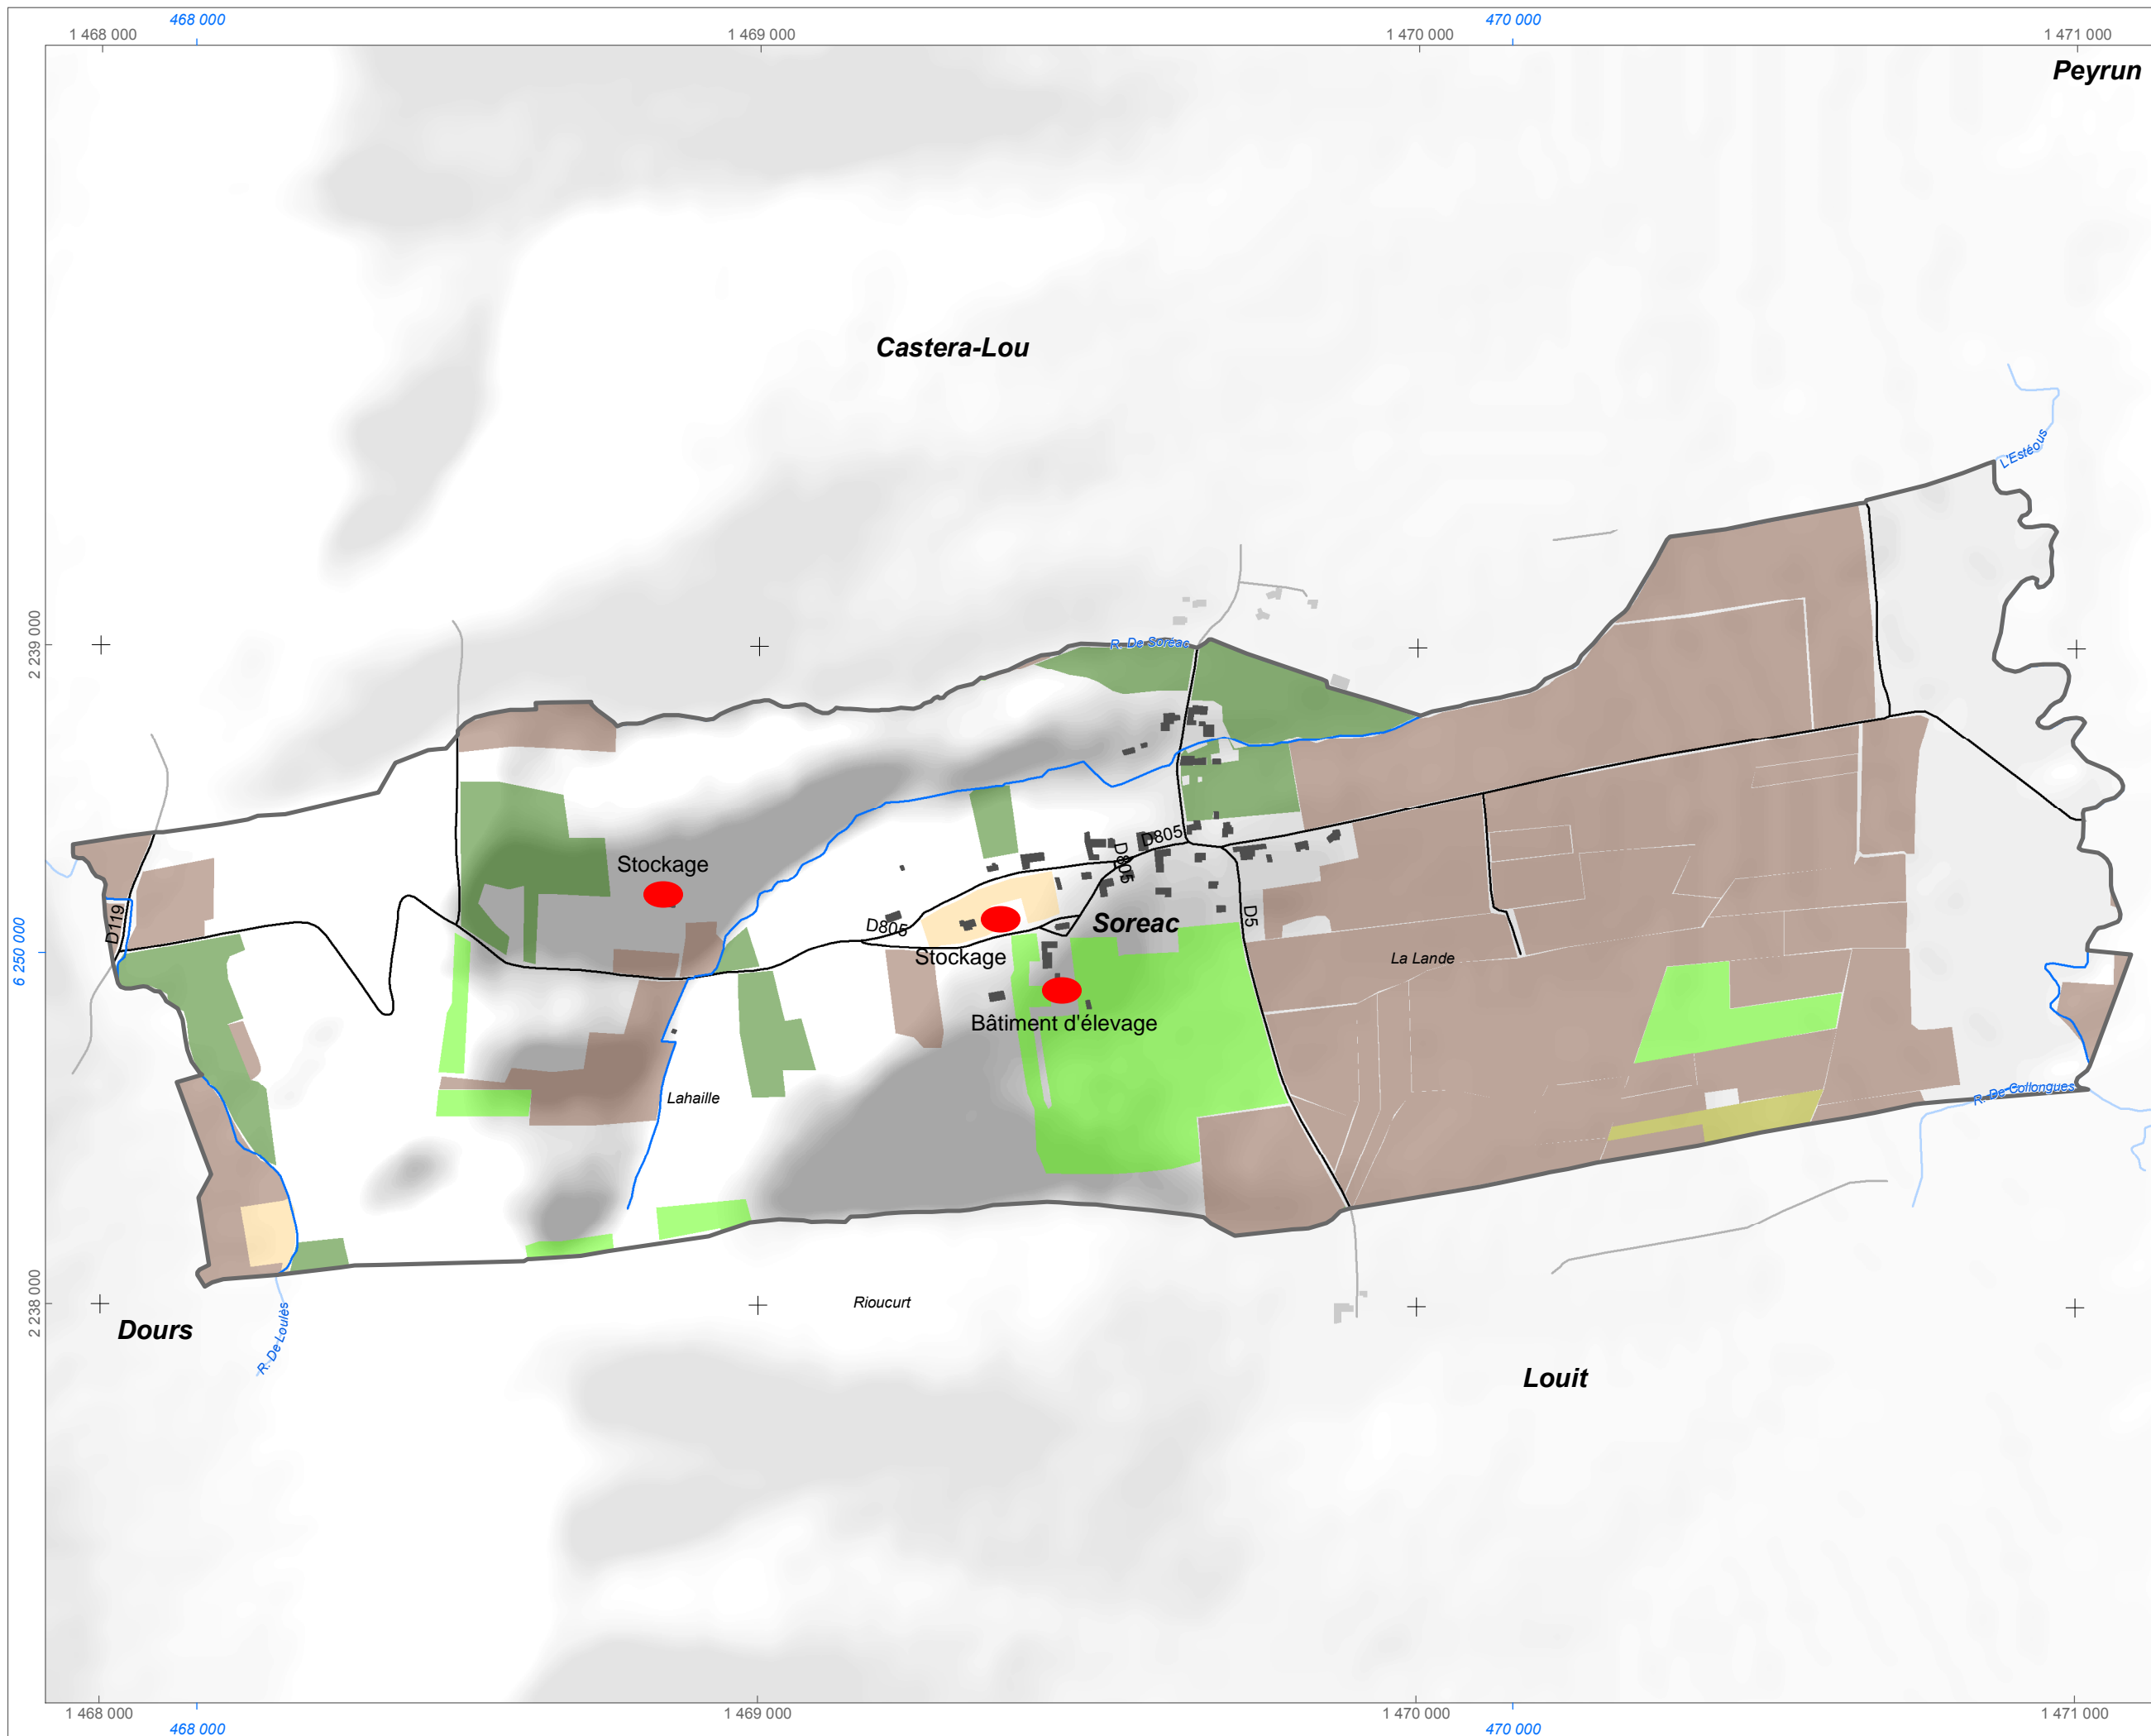 468 000
470 000
1 468 000
1 469 000
1 470 000
1 471 000
Peyrun
Castera-Lou
L'Estéous
2 239 000
R. De Soréac
D805
D805
Stockage
D119
D805
Soreac
D5
6 250 000
Stockage
La Lande
Bâtiment d'élevage
Lahaille
R. De Collongues
2 238 000
Rioucurt
Dours
R. De Loulès
Louit
1 468 000
1 469 000
1 470 000
1 471 000
468 000
470 000